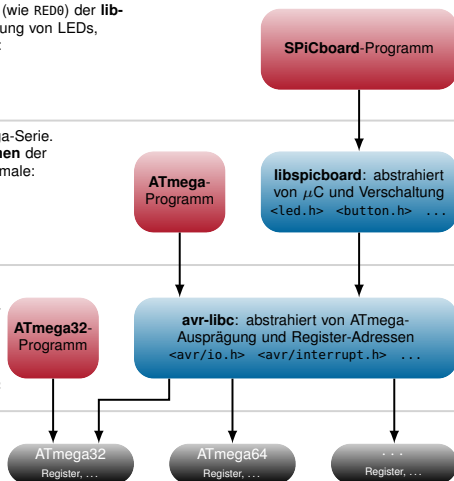 (wie RED0) der lib-
ung von LEDs,
SPiCboard-Programm
ga-Serie.
nen der
male:
ATmega-
Programm
libspicboard: abstrahiert
von μC und Verschaltung
<led.h> <button.h> ...
ATmega32-
Programm
avr-libc: abstrahiert von ATmega-
Ausprägung und Register-Adressen
<avr/io.h> <avr/interrupt.h> ...
ATmega32
Register, ...
ATmega64
Register, ...
...
Register, ...